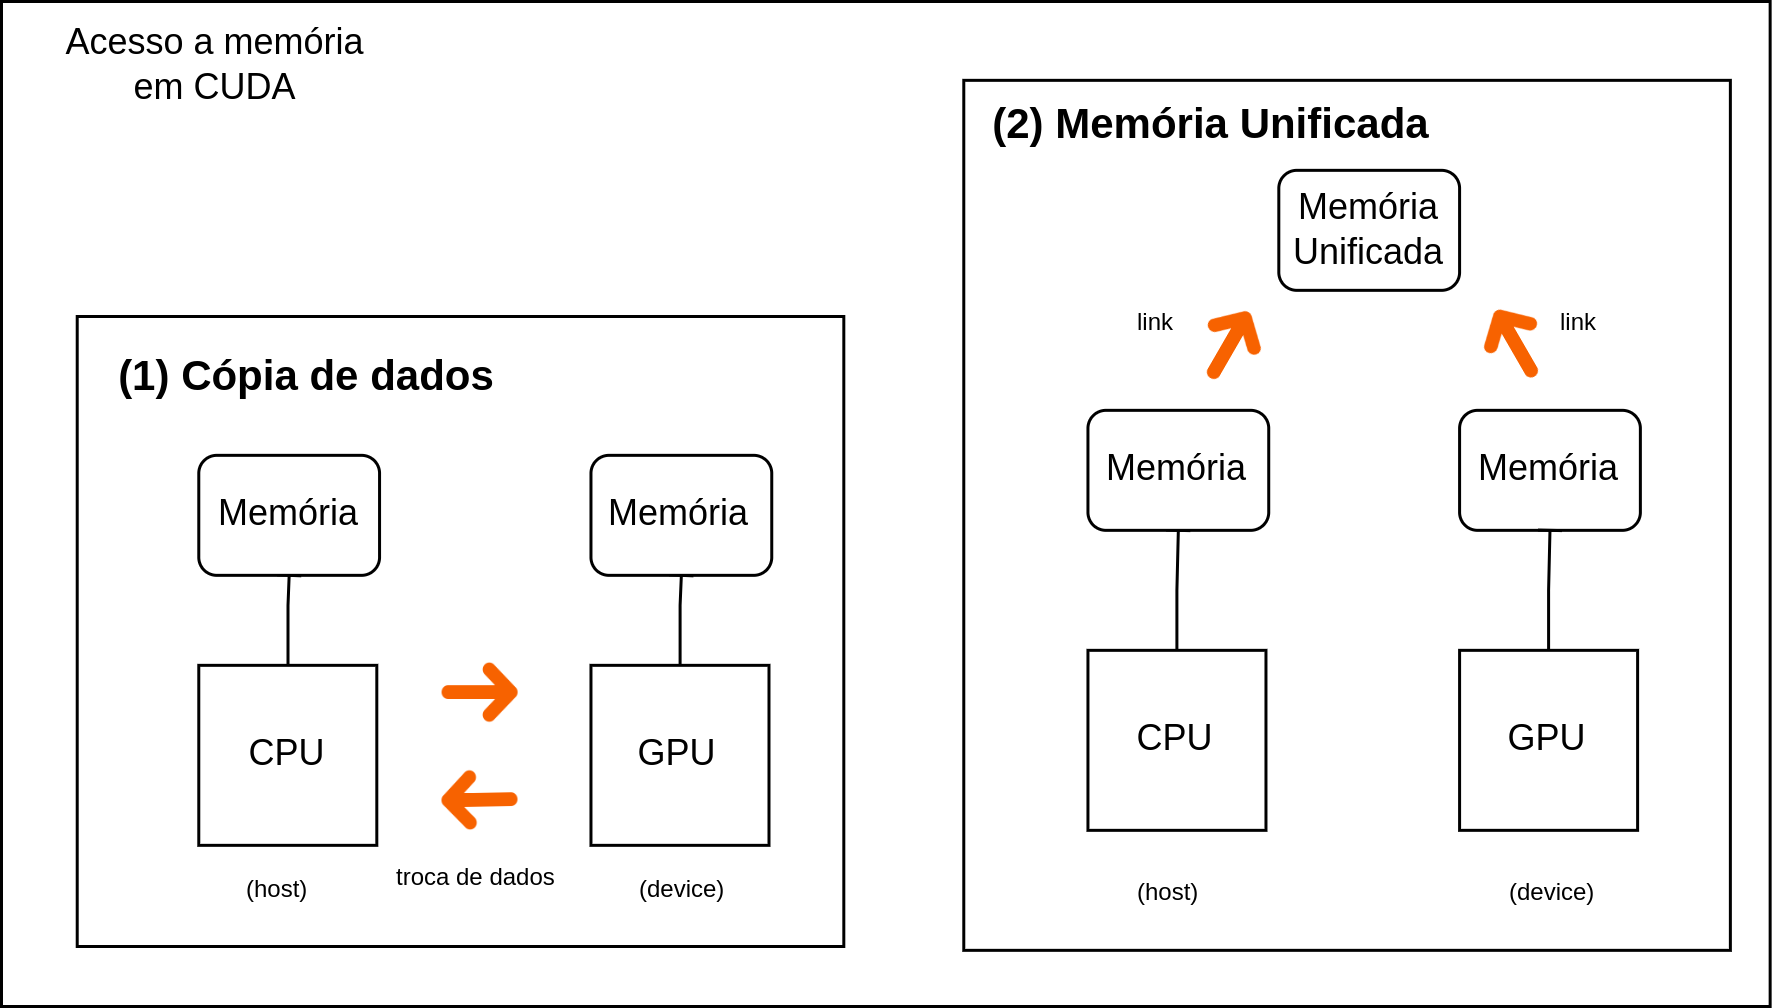 Acesso a memória
em CUDA
(1) Cópia de dados
Memória
Memória
CPU
GPU
troca de dados
(host)
(device)
(2) Memória Unificada
Memória
Unificada
link
link
Memória
Memória
CPU
GPU
(host)
(device)